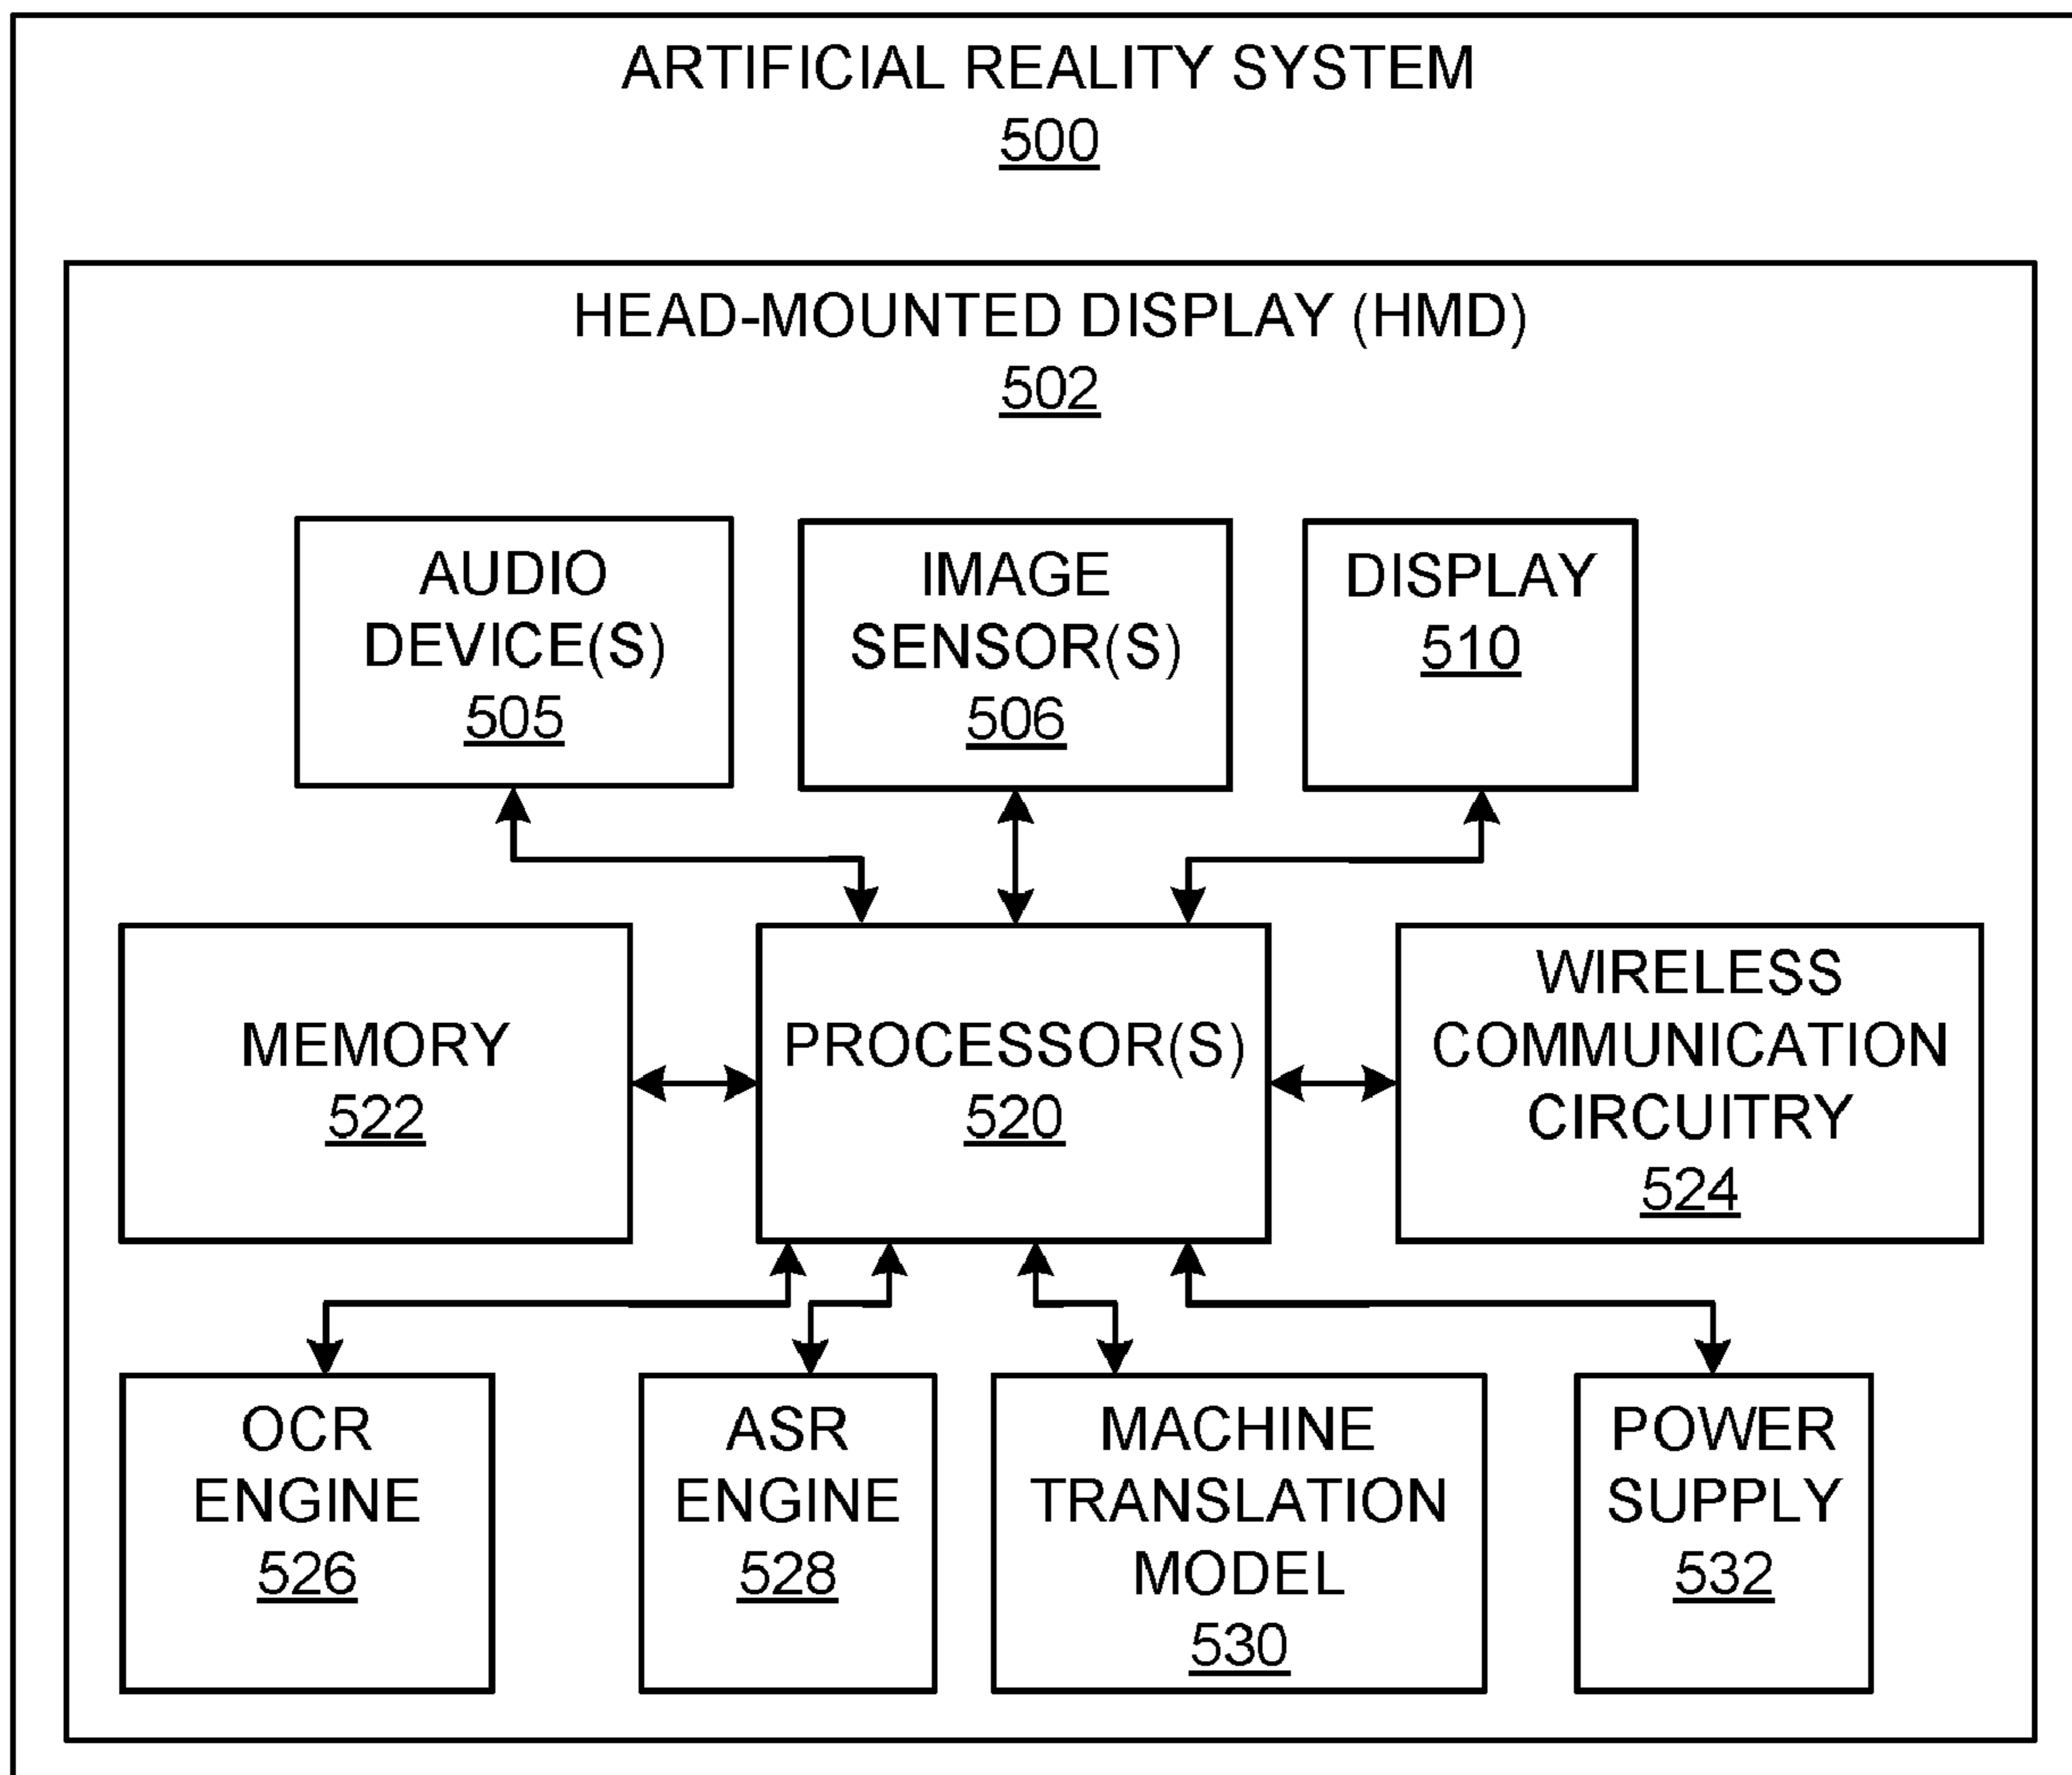 ARTIFICIAL REALITY SYSTEM
500
HEAD-MOUNTED DISPLAY (HMD)
502
AUDIO
DEVICE(S)
505
IMAGE
SENSOR(S)
506
DISPLAY
510
MEMORY
522
PROCESSOR(S)
520
WIRELESS
COMMUNICATION
CIRCUITRY
524
OCR
ENGINE
526
ASR
ENGINE
528
MACHINE
TRANSLATION
MODEL
530
POWER
SUPPLY
532